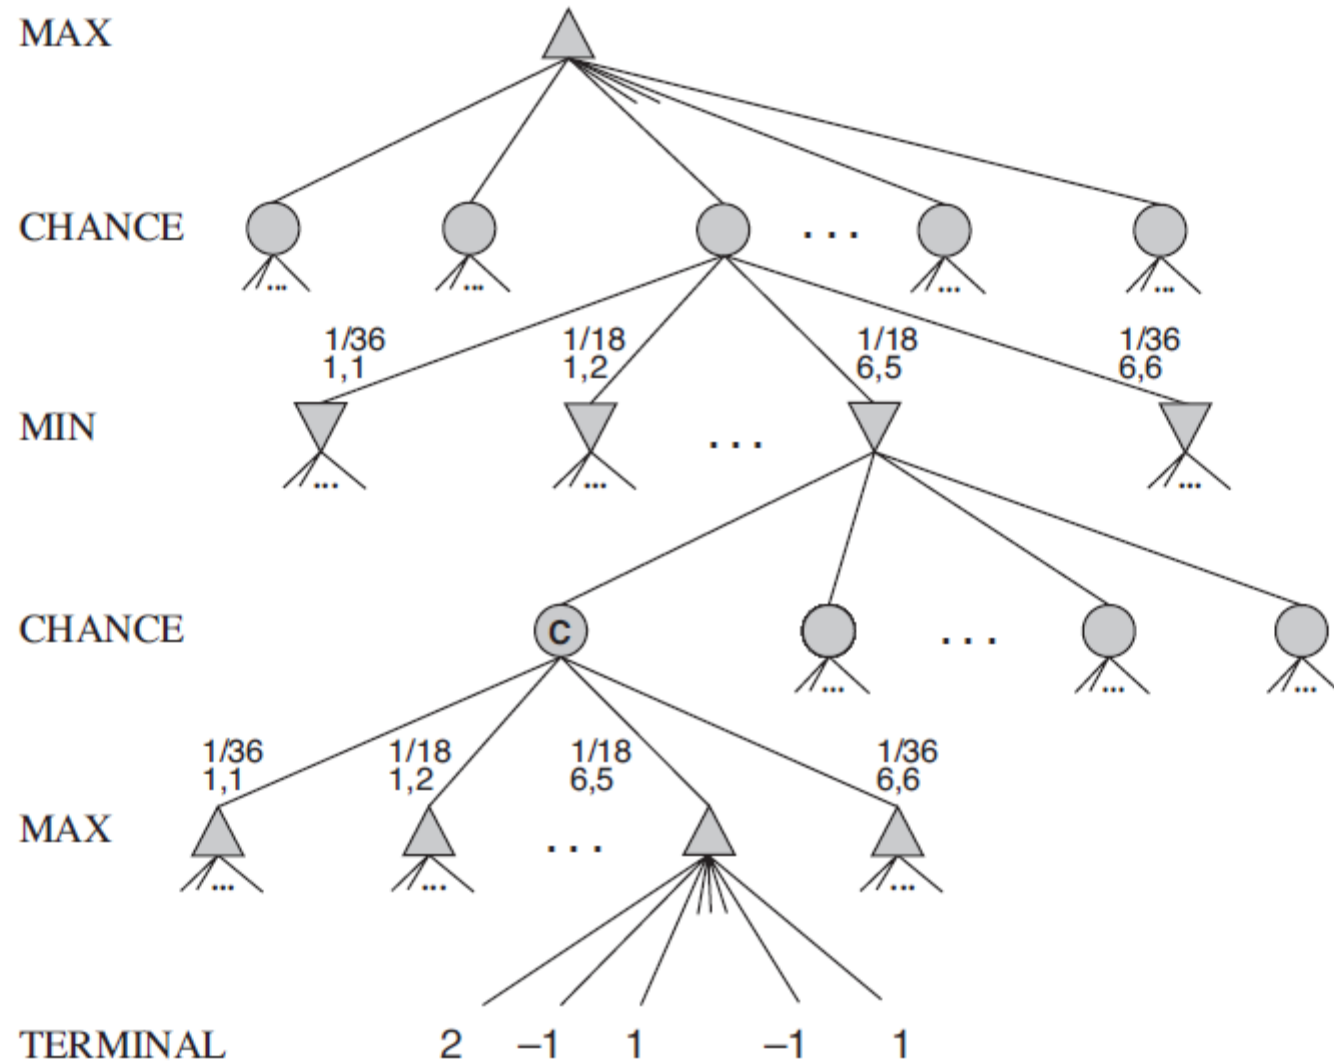 MAX
CHANCE
...
... ... ... ...
1/36 1/18 1/18 1/36
1,1 1,2 6,5 6,6
MIN
...
... ... ...
CHANCE C
...
... ... ...
1/36 1/18 1/18 1/36
1,1 1,2 6,5 6,6
MAX
...
... ... ...
TERMINAL 2 –1 1 –1 1